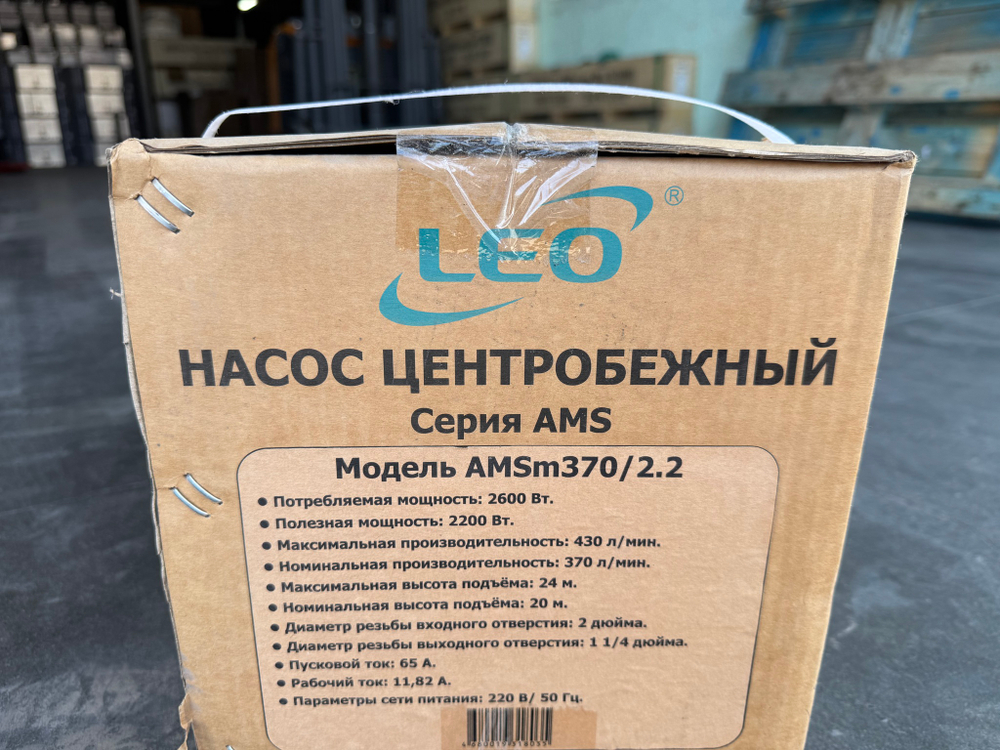 LEO ®
НАСОС ЦЕНТРОБЕЖНЫЙ
Серия AMS
Модель AMSm370/2.2
• Потребляемая мощность: 2600 Вт.
• Полезная мощность: 2200 Вт.
• Максимальная производительность: 430 л/мин.
• Номинальная производительность: 370 л/мин.
• Максимальная высота подъёма: 24 м.
• Номинальная высота подъёма: 20 м.
• Диаметр резьбы входного отверстия: 2 дюйма.
• Диаметр резьбы выходного отверстия: 1 1/4 дюйма.
• Пусковой ток: 65 А.
• Рабочий ток: 11,82 А.
• Параметры сети питания: 220 В/ 50 Гц.